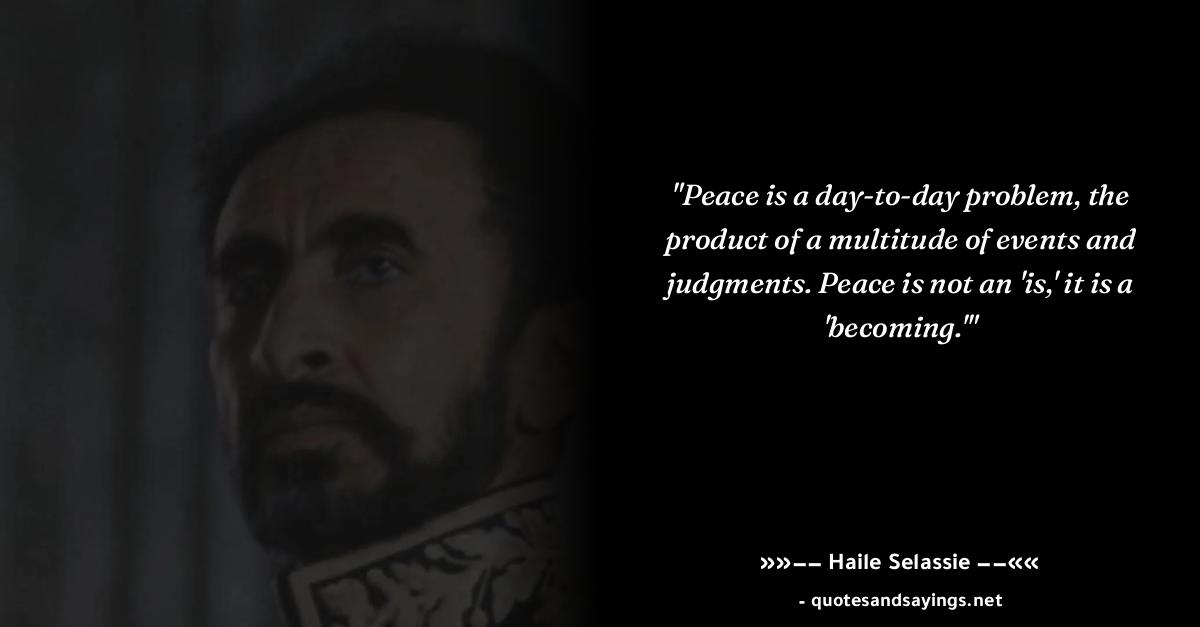 "Peace is a day-to-day problem, the
product of a multitude of events and
judgments. Peace is not an 'is,' it is a
'becoming.'"
»»—— Haile Selassie ——««
- quotesandsayings.net